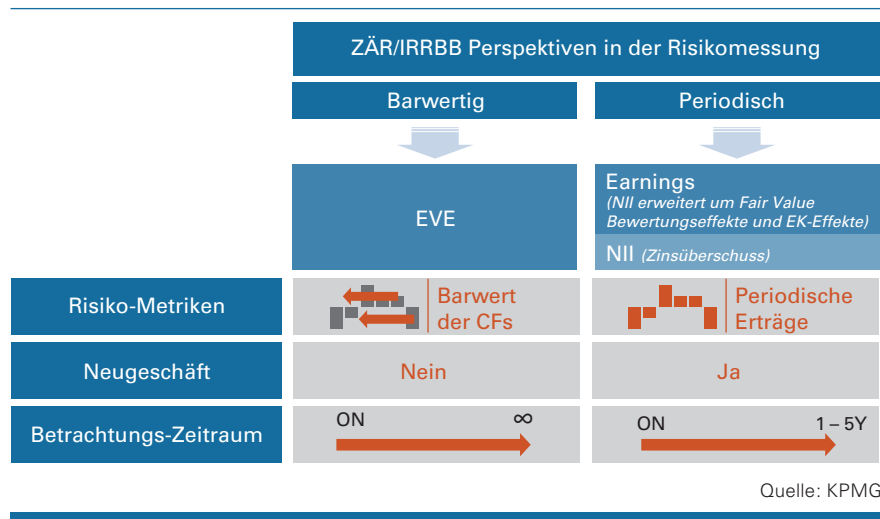 ZÄR/IRRBB Perspektiven in der Risikomessung
Barwertig
Periodisch
EVE
Earnings
(NII erweitert um Fair Value
Bewertungseffekte und EK-Effekte)
NII (Zinsüberschuss)
Risiko-Metriken
Barwert
der CFs
Periodische
Erträge
Neugeschäft
Nein
Ja
Betrachtungs-Zeitraum
ON ∞
ON 1 – 5Y
Quelle: KPMG